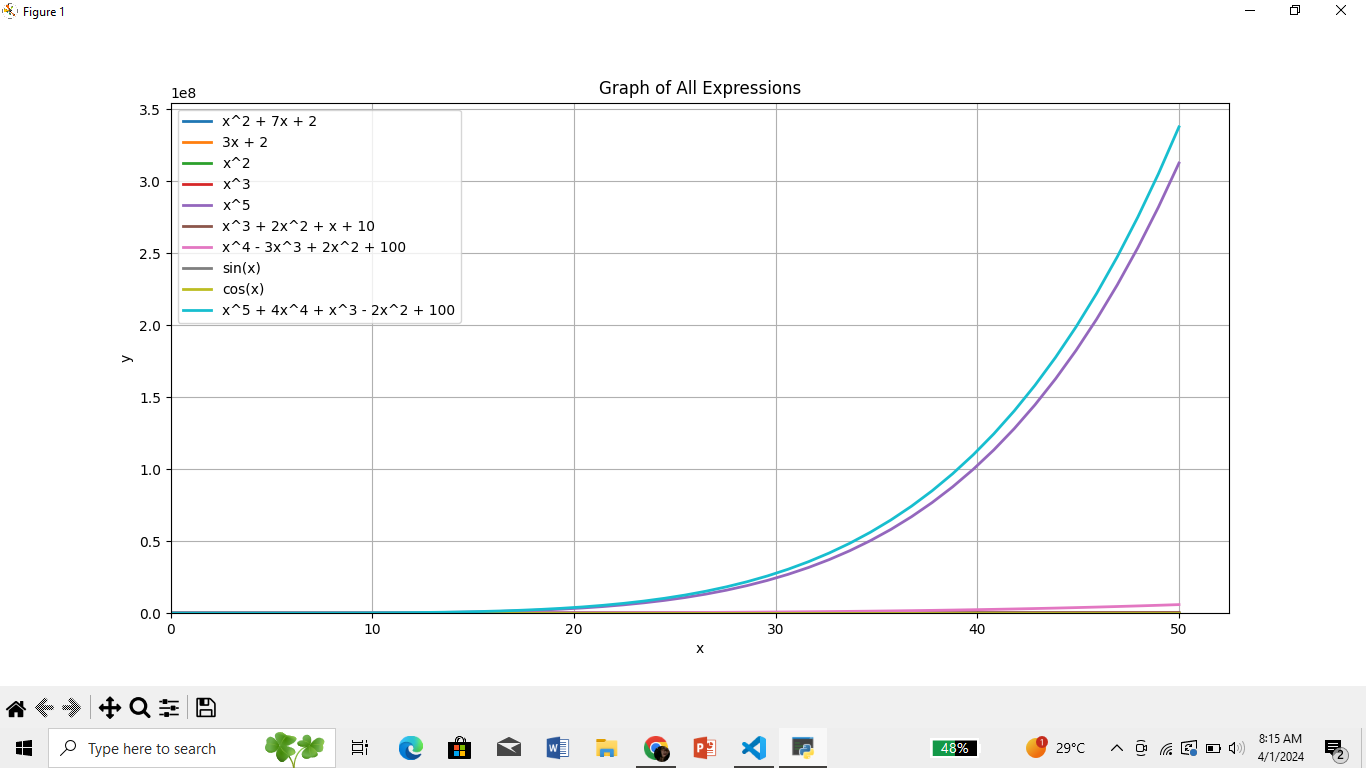 Figure 1
Graph of All Expressions
1e8
3.5
3.0
2.5
2.0
1.5
1.0
0.5
0.0
x^2 + 7x + 2
3x + 2
x^2
x^3
x^5
x^3 + 2x^2 + x + 10
x^4 - 3x^3 + 2x^2 + 100
sin(x)
cos(x)
x^5 + 4x^4 + x^3 - 2x^2 + 100
y
0 10 20 30 40 50
x
Type here to search
48%
1
29°C
8:15 AM
4/1/2024
2